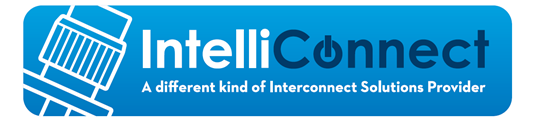 IntelliConnect
A different kind of Interconnect Solutions Provider